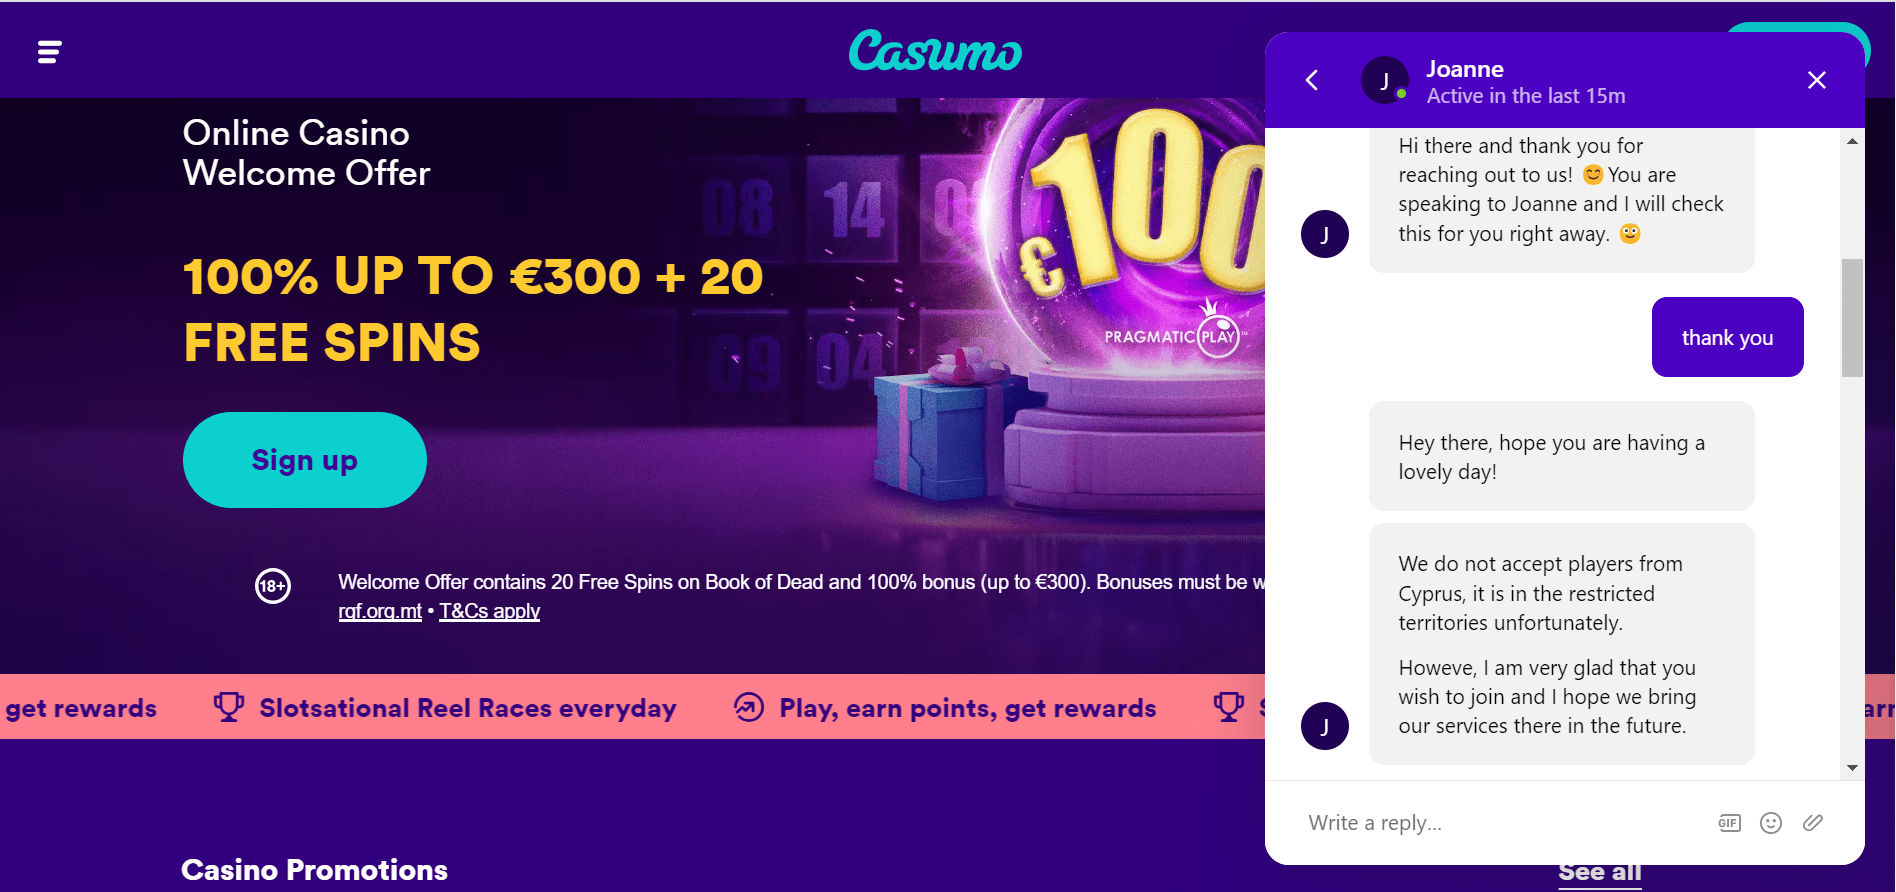 Casumo
Online Casino
Welcome Offer
100% UP TO €300 + 20
FREE SPINS
Sign up
08
14
09
04
€100
PRAGMATIC PLAY™
18+
Welcome Offer contains 20 Free Spins on Book of Dead and 100% bonus (up to €300). Bonuses must be
rgf.org.mt • T&Cs apply
get rewards
Slotsational Reel Races everyday
Play, earn points, get rewards
Casino Promotions
See all
J
Joanne
Active in the last 15m
Hi there and thank you for
reaching out to us! 😊 You are
speaking to Joanne and I will check
this for you right away. 🙂
J
thank you
Hey there, hope you are having a
lovely day!
We do not accept players from
Cyprus, it is in the restricted
territories unfortunately.
Howeve, I am very glad that you
wish to join and I hope we bring
our services there in the future.
J
Write a reply...
GIF